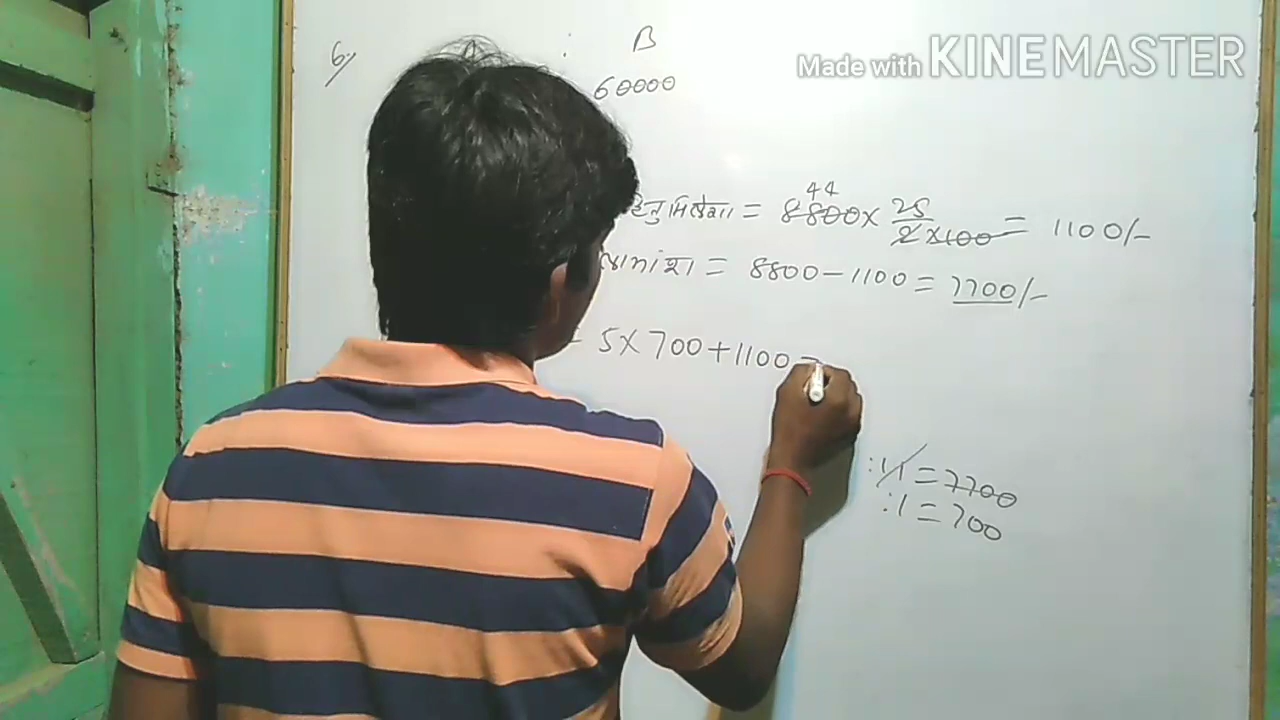 Made with KINEMASTER
6.) : B
60000
हेतु मिलेगा = 8800 × 25 / 2×100 = 1100/-
44
लाभांश = 8800 – 1100 = 7700/-
= 5 × 700 + 1100 =
:11 = 7700
:1 = 700